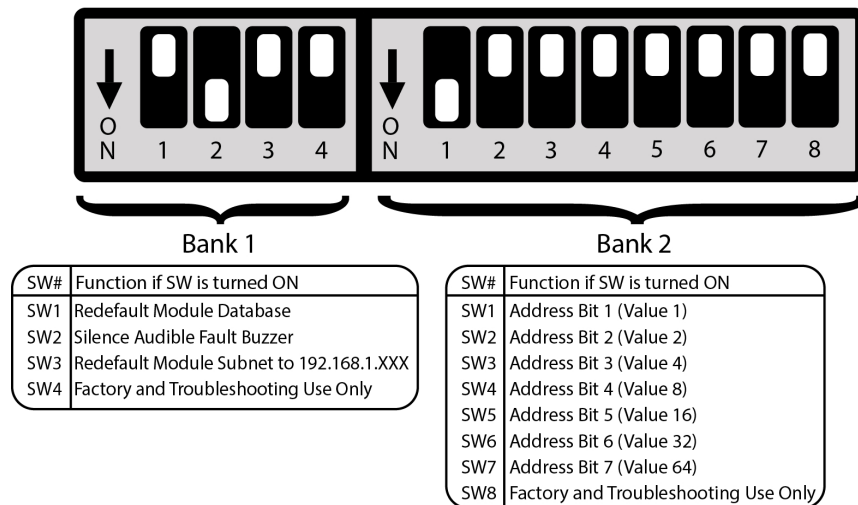 O
N
1 2 3 4
O
N
1 2 3 4 5 6 7 8
Bank 1
SW# Function if SW is turned ON
SW1 Redefault Module Database
SW2 Silence Audible Fault Buzzer
SW3 Redefault Module Subnet to 192.168.1.XXX
SW4 Factory and Troubleshooting Use Only
Bank 2
SW# Function if SW is turned ON
SW1 Address Bit 1 (Value 1)
SW2 Address Bit 2 (Value 2)
SW3 Address Bit 3 (Value 4)
SW4 Address Bit 4 (Value 8)
SW5 Address Bit 5 (Value 16)
SW6 Address Bit 6 (Value 32)
SW7 Address Bit 7 (Value 64)
SW8 Factory and Troubleshooting Use Only